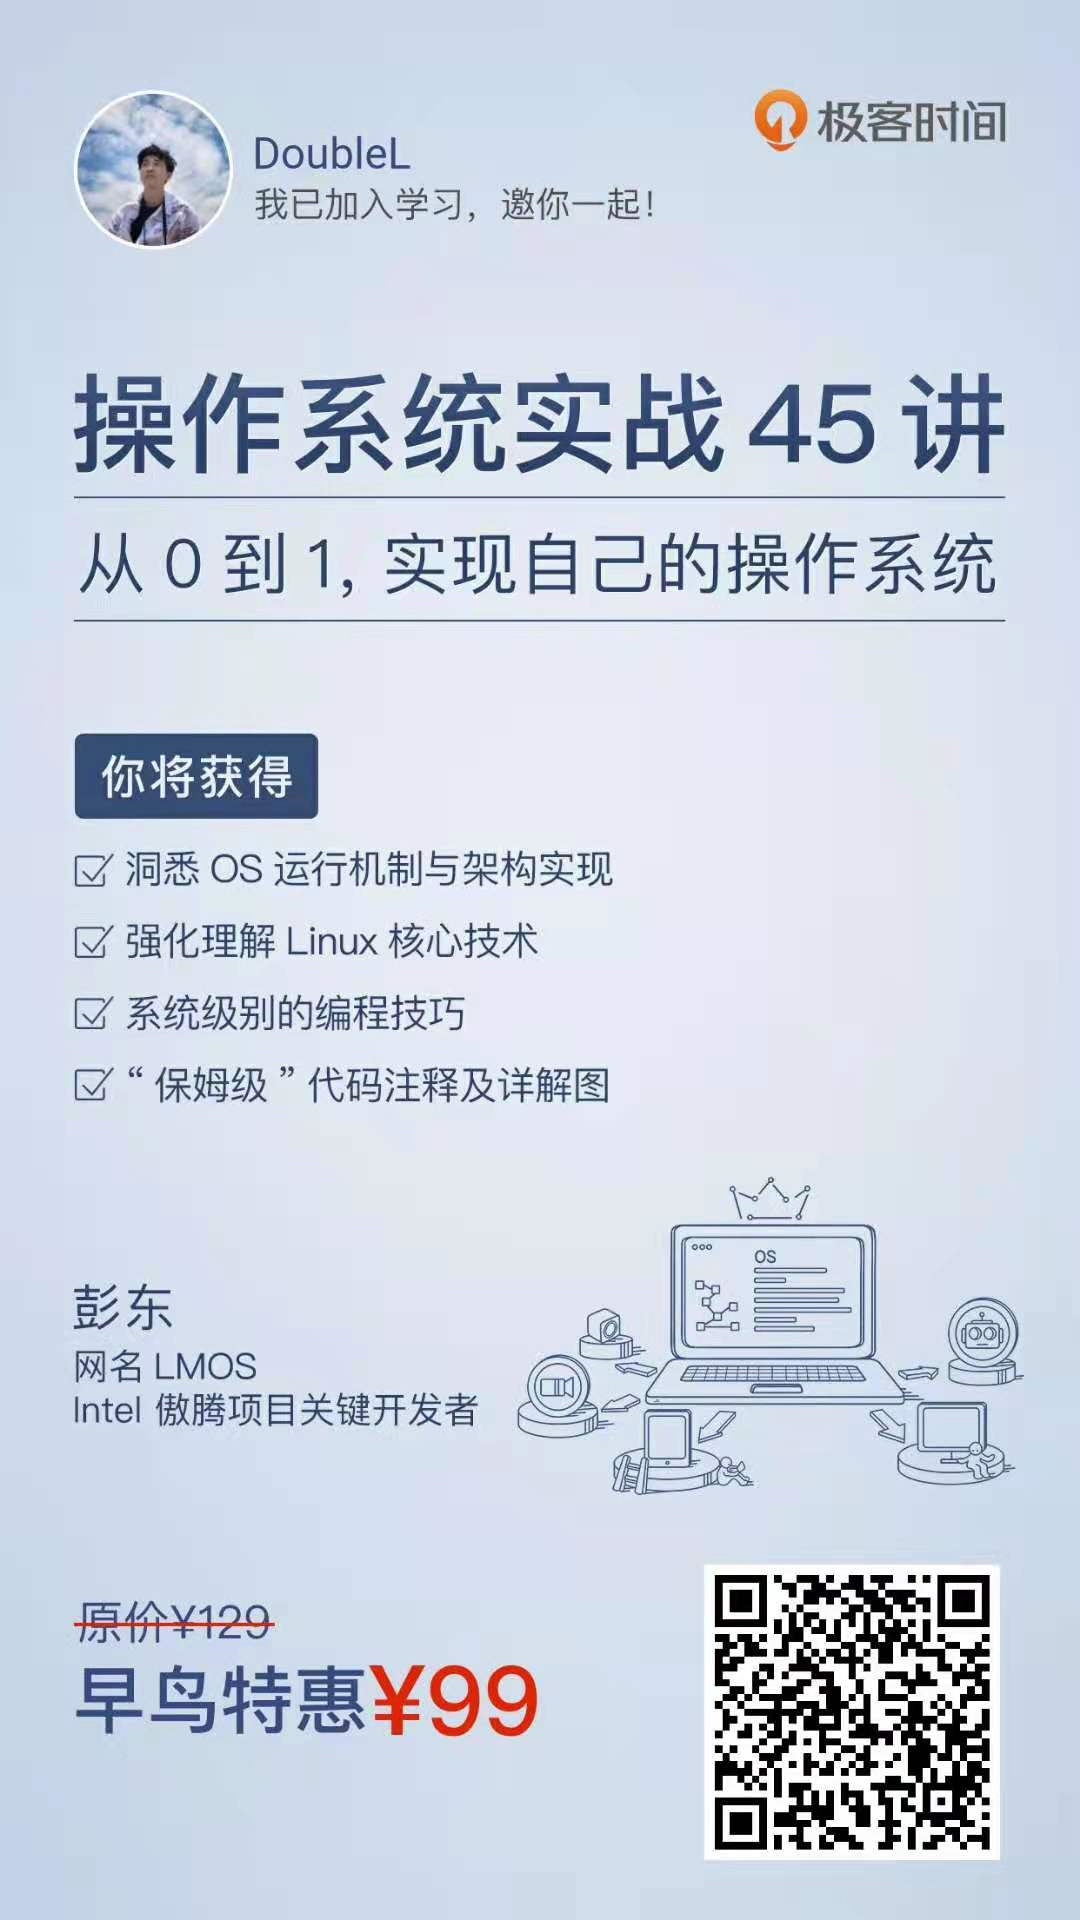 极客时间
DoubleL
我已加入学习，邀你一起！
操作系统实战 45 讲
从 0 到 1，实现自己的操作系统
你将获得
洞悉 OS 运行机制与架构实现
强化理解 Linux 核心技术
系统级别的编程技巧
“保姆级”代码注释及详解图
OS
彭东
网名 LMOS
Intel 傲腾项目关键开发者
原价¥129
早鸟特惠¥99